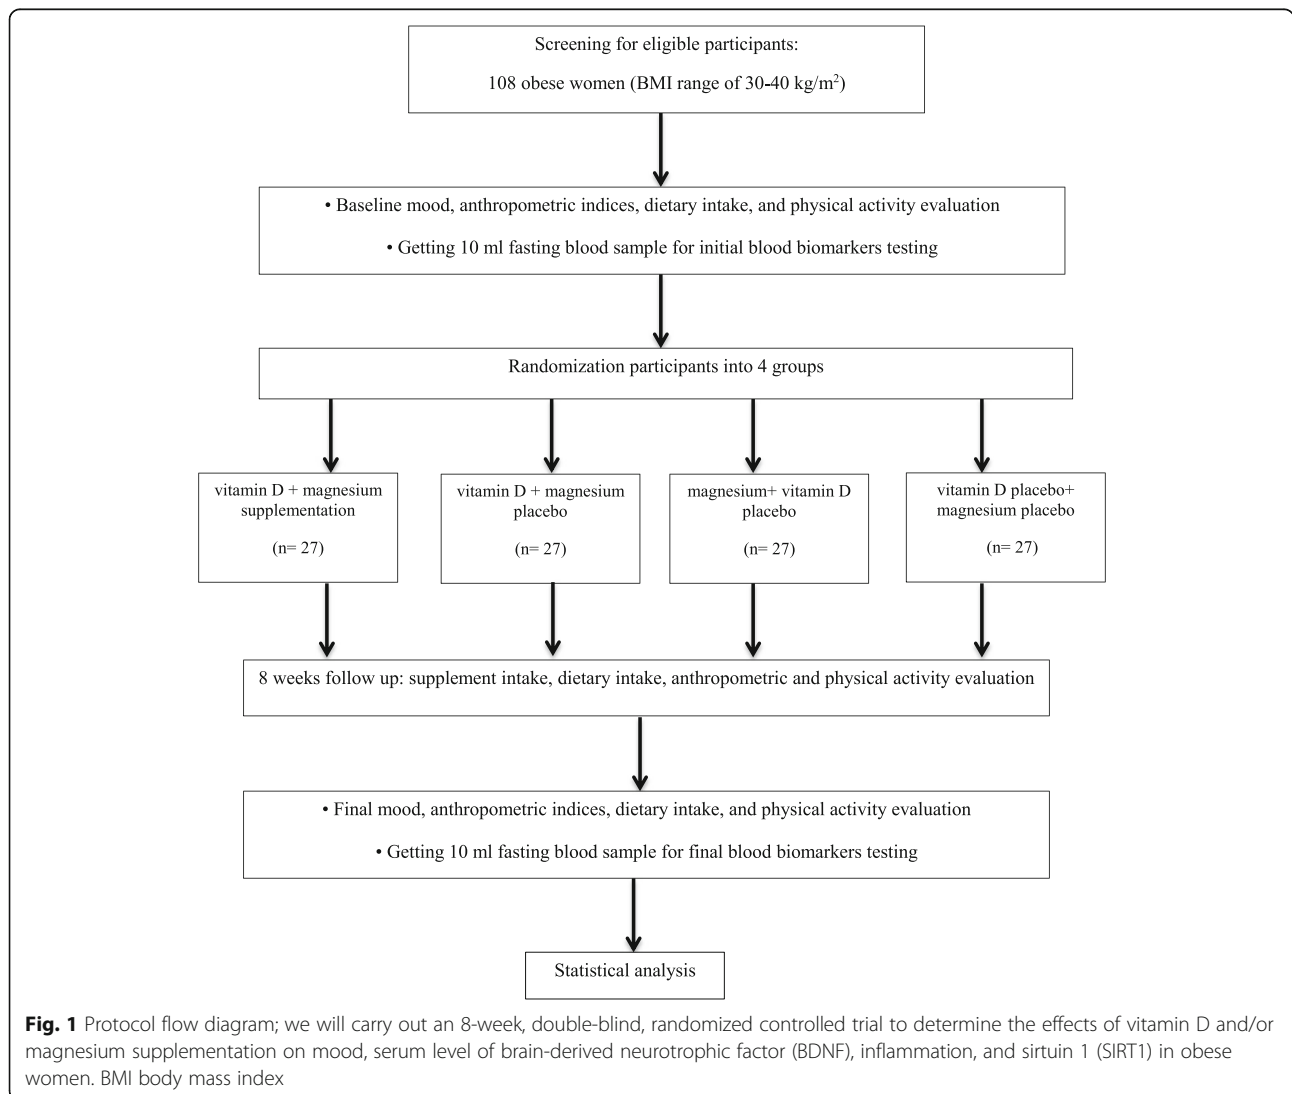 Screening for eligible participants:
108 obese women (BMI range of 30-40 kg/m²)
• Baseline mood, anthropometric indices, dietary intake, and physical activity evaluation
• Getting 10 ml fasting blood sample for initial blood biomarkers testing
Randomization participants into 4 groups
vitamin D + magnesium
supplementation
(n= 27)
vitamin D + magnesium
placebo
(n= 27)
magnesium+ vitamin D
placebo
(n= 27)
vitamin D placebo+
magnesium placebo
(n= 27)
8 weeks follow up: supplement intake, dietary intake, anthropometric and physical activity evaluation
• Final mood, anthropometric indices, dietary intake, and physical activity evaluation
• Getting 10 ml fasting blood sample for final blood biomarkers testing
Statistical analysis
Fig. 1 Protocol flow diagram; we will carry out an 8-week, double-blind, randomized controlled trial to determine the effects of vitamin D and/or
magnesium supplementation on mood, serum level of brain-derived neurotrophic factor (BDNF), inflammation, and sirtuin 1 (SIRT1) in obese
women. BMI body mass index